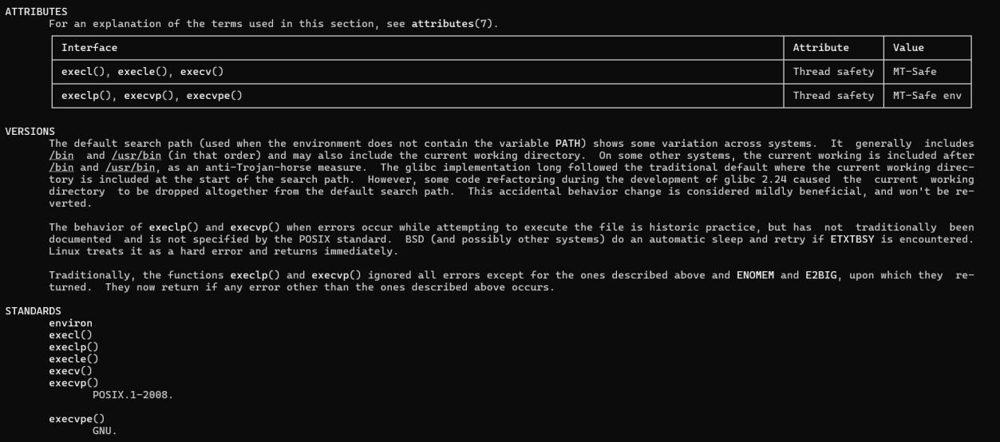 ATTRIBUTES
For an explanation of the terms used in this section, see attributes(7).
Interface Attribute Value
execl(), execle(), execv() Thread safety MT-Safe
execlp(), execvp(), execvpe() Thread safety MT-Safe env
VERSIONS
The default search path (used when the environment does not contain the variable PATH) shows some variation across systems.  It  generally  includes
/bin  and /usr/bin (in that order) and may also include the current working directory.  On some other systems, the current working is included after
/bin and /usr/bin, as an anti-Trojan-horse measure.  The glibc implementation long followed the traditional default where the current working direc‐
tory is included at the start of the search path.  However, some code refactoring during the development of glibc 2.24 caused  the  current  working
directory  to be dropped altogether from the default search path.  This accidental behavior change is considered mildly beneficial, and won't be re‐
verted.
The behavior of execlp() and execvp() when errors occur while attempting to execute the file is historic practice, but has  not  traditionally  been
documented  and is not specified by the POSIX standard.  BSD (and possibly other systems) do an automatic sleep and retry if ETXTBSY is encountered.
Linux treats it as a hard error and returns immediately.
Traditionally, the functions execlp() and execvp() ignored all errors except for the ones described above and ENOMEM and E2BIG, upon which they  re‐
turned.  They now return if any error other than the ones described above occurs.
STANDARDS
environ
execl()
execlp()
execle()
execv()
execvp()
POSIX.1-2008.
execvpe()
GNU.